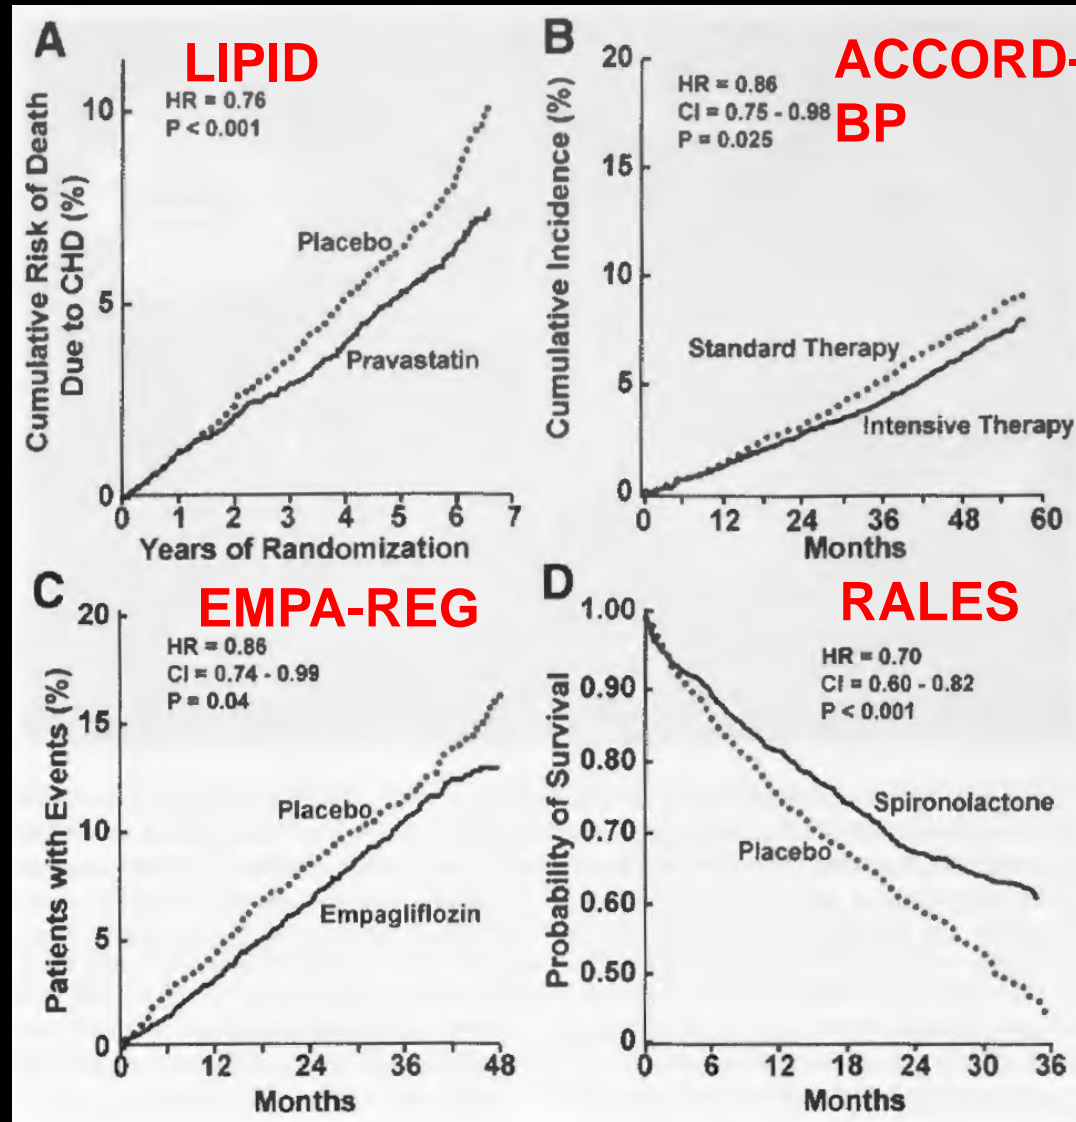 A
LIPID
HR = 0.76
P < 0.001
Cumulative Risk of Death
Due to CHD (%)
10
5
0
Placebo
Pravastatin
0 1 2 3 4 5 6 7
Years of Randomization
B
ACCORD-
BP
HR = 0.86
CI = 0.75 - 0.98
P = 0.025
Cumulative Incidence (%)
20
15
10
5
0
Standard Therapy
Intensive Therapy
0 12 24 36 48 60
Months
C
EMPA-REG
HR = 0.86
CI = 0.74 - 0.99
P = 0.04
Patients with Events (%)
20
15
10
5
0
Placebo
Empagliflozin
0 12 24 36 48
Months
D
RALES
HR = 0.70
CI = 0.60 - 0.82
P < 0.001
Probability of Survival
1.00
0.90
0.80
0.70
0.60
0.50
0
Spironolactone
Placebo
0 6 12 18 24 30 36
Months